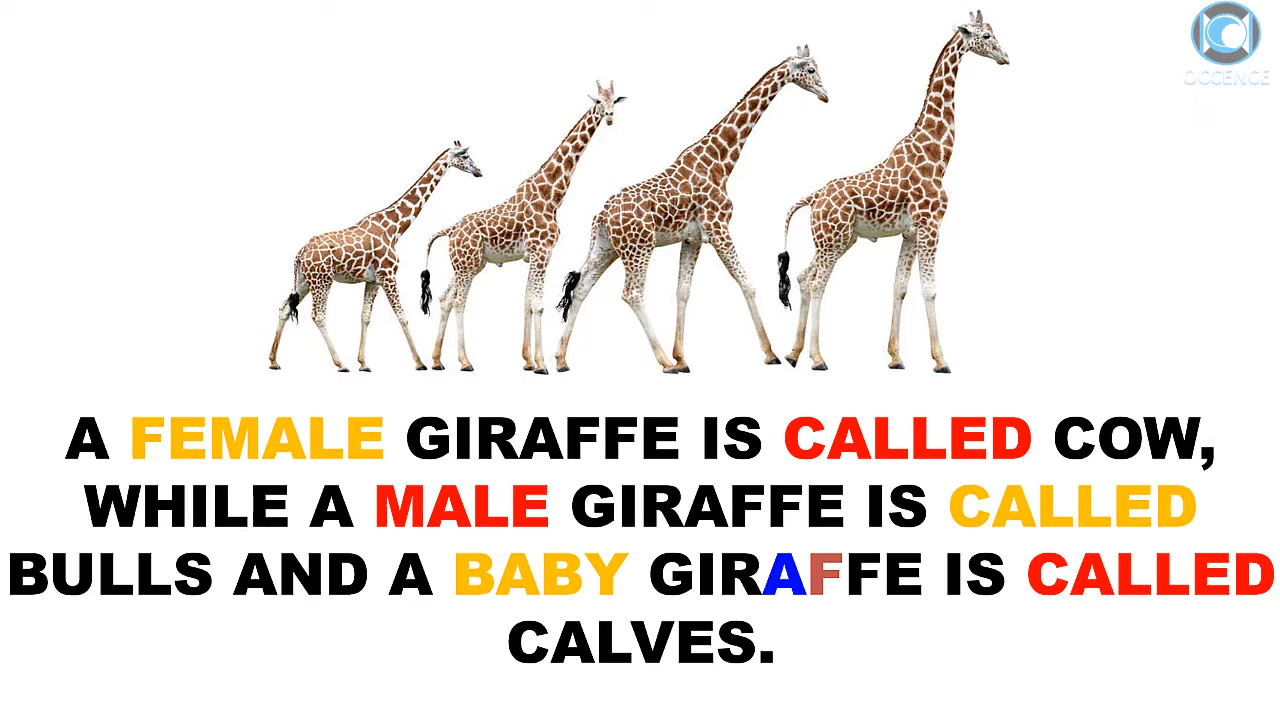 OCCENCE
A FEMALE GIRAFFE IS CALLED COW,
WHILE A MALE GIRAFFE IS CALLED
BULLS AND A BABY GIRAFFE IS CALLED
CALVES.